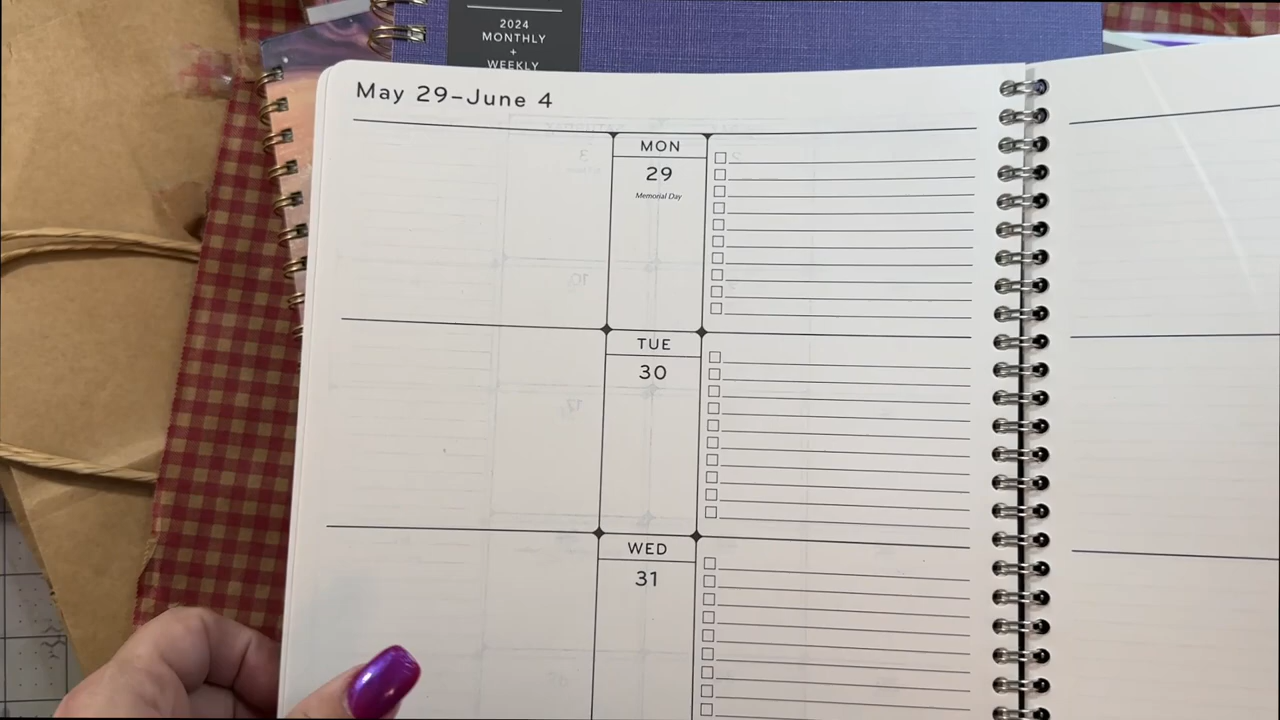 2024
MONTHLY
+
WEEKLY
May 29–June 4
MON
29
Memorial Day
TUE
30
WED
31